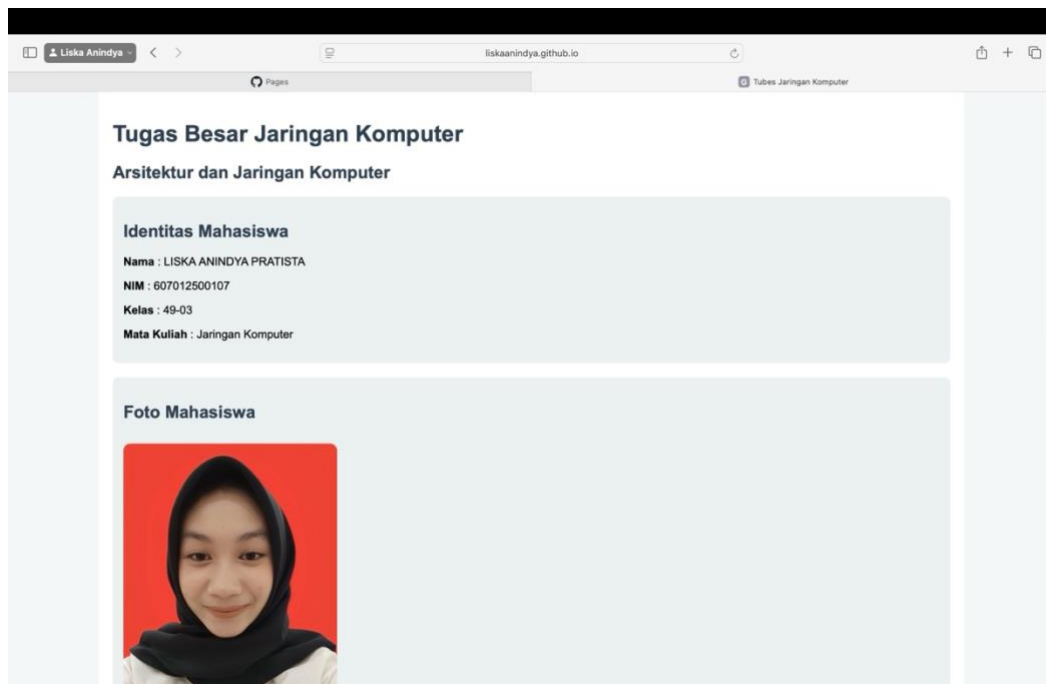 Liska Anindya
liskaanindya.github.io
Pages
Tubes Jaringan Komputer
Tugas Besar Jaringan Komputer
Arsitektur dan Jaringan Komputer
Identitas Mahasiswa
Nama : LISKA ANINDYA PRATISTA
NIM : 607012500107
Kelas : 49-03
Mata Kuliah : Jaringan Komputer
Foto Mahasiswa